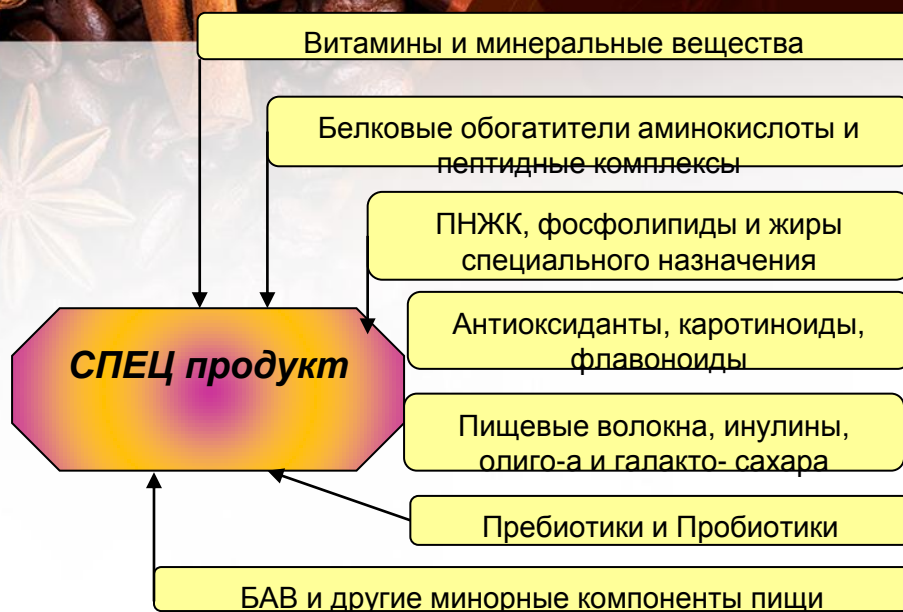 Витамины и минеральные вещества
Белковые обогатители аминокислоты и
пептидные комплексы
ПНЖК, фосфолипиды и жиры
специального назначения
Антиоксиданты, каротиноиды,
флавоноиды
СПЕЦ продукт
Пищевые волокна, инулины,
олиго-а и галакто- сахара
Пребиотики и Пробиотики
БАВ и другие минорные компоненты пищи